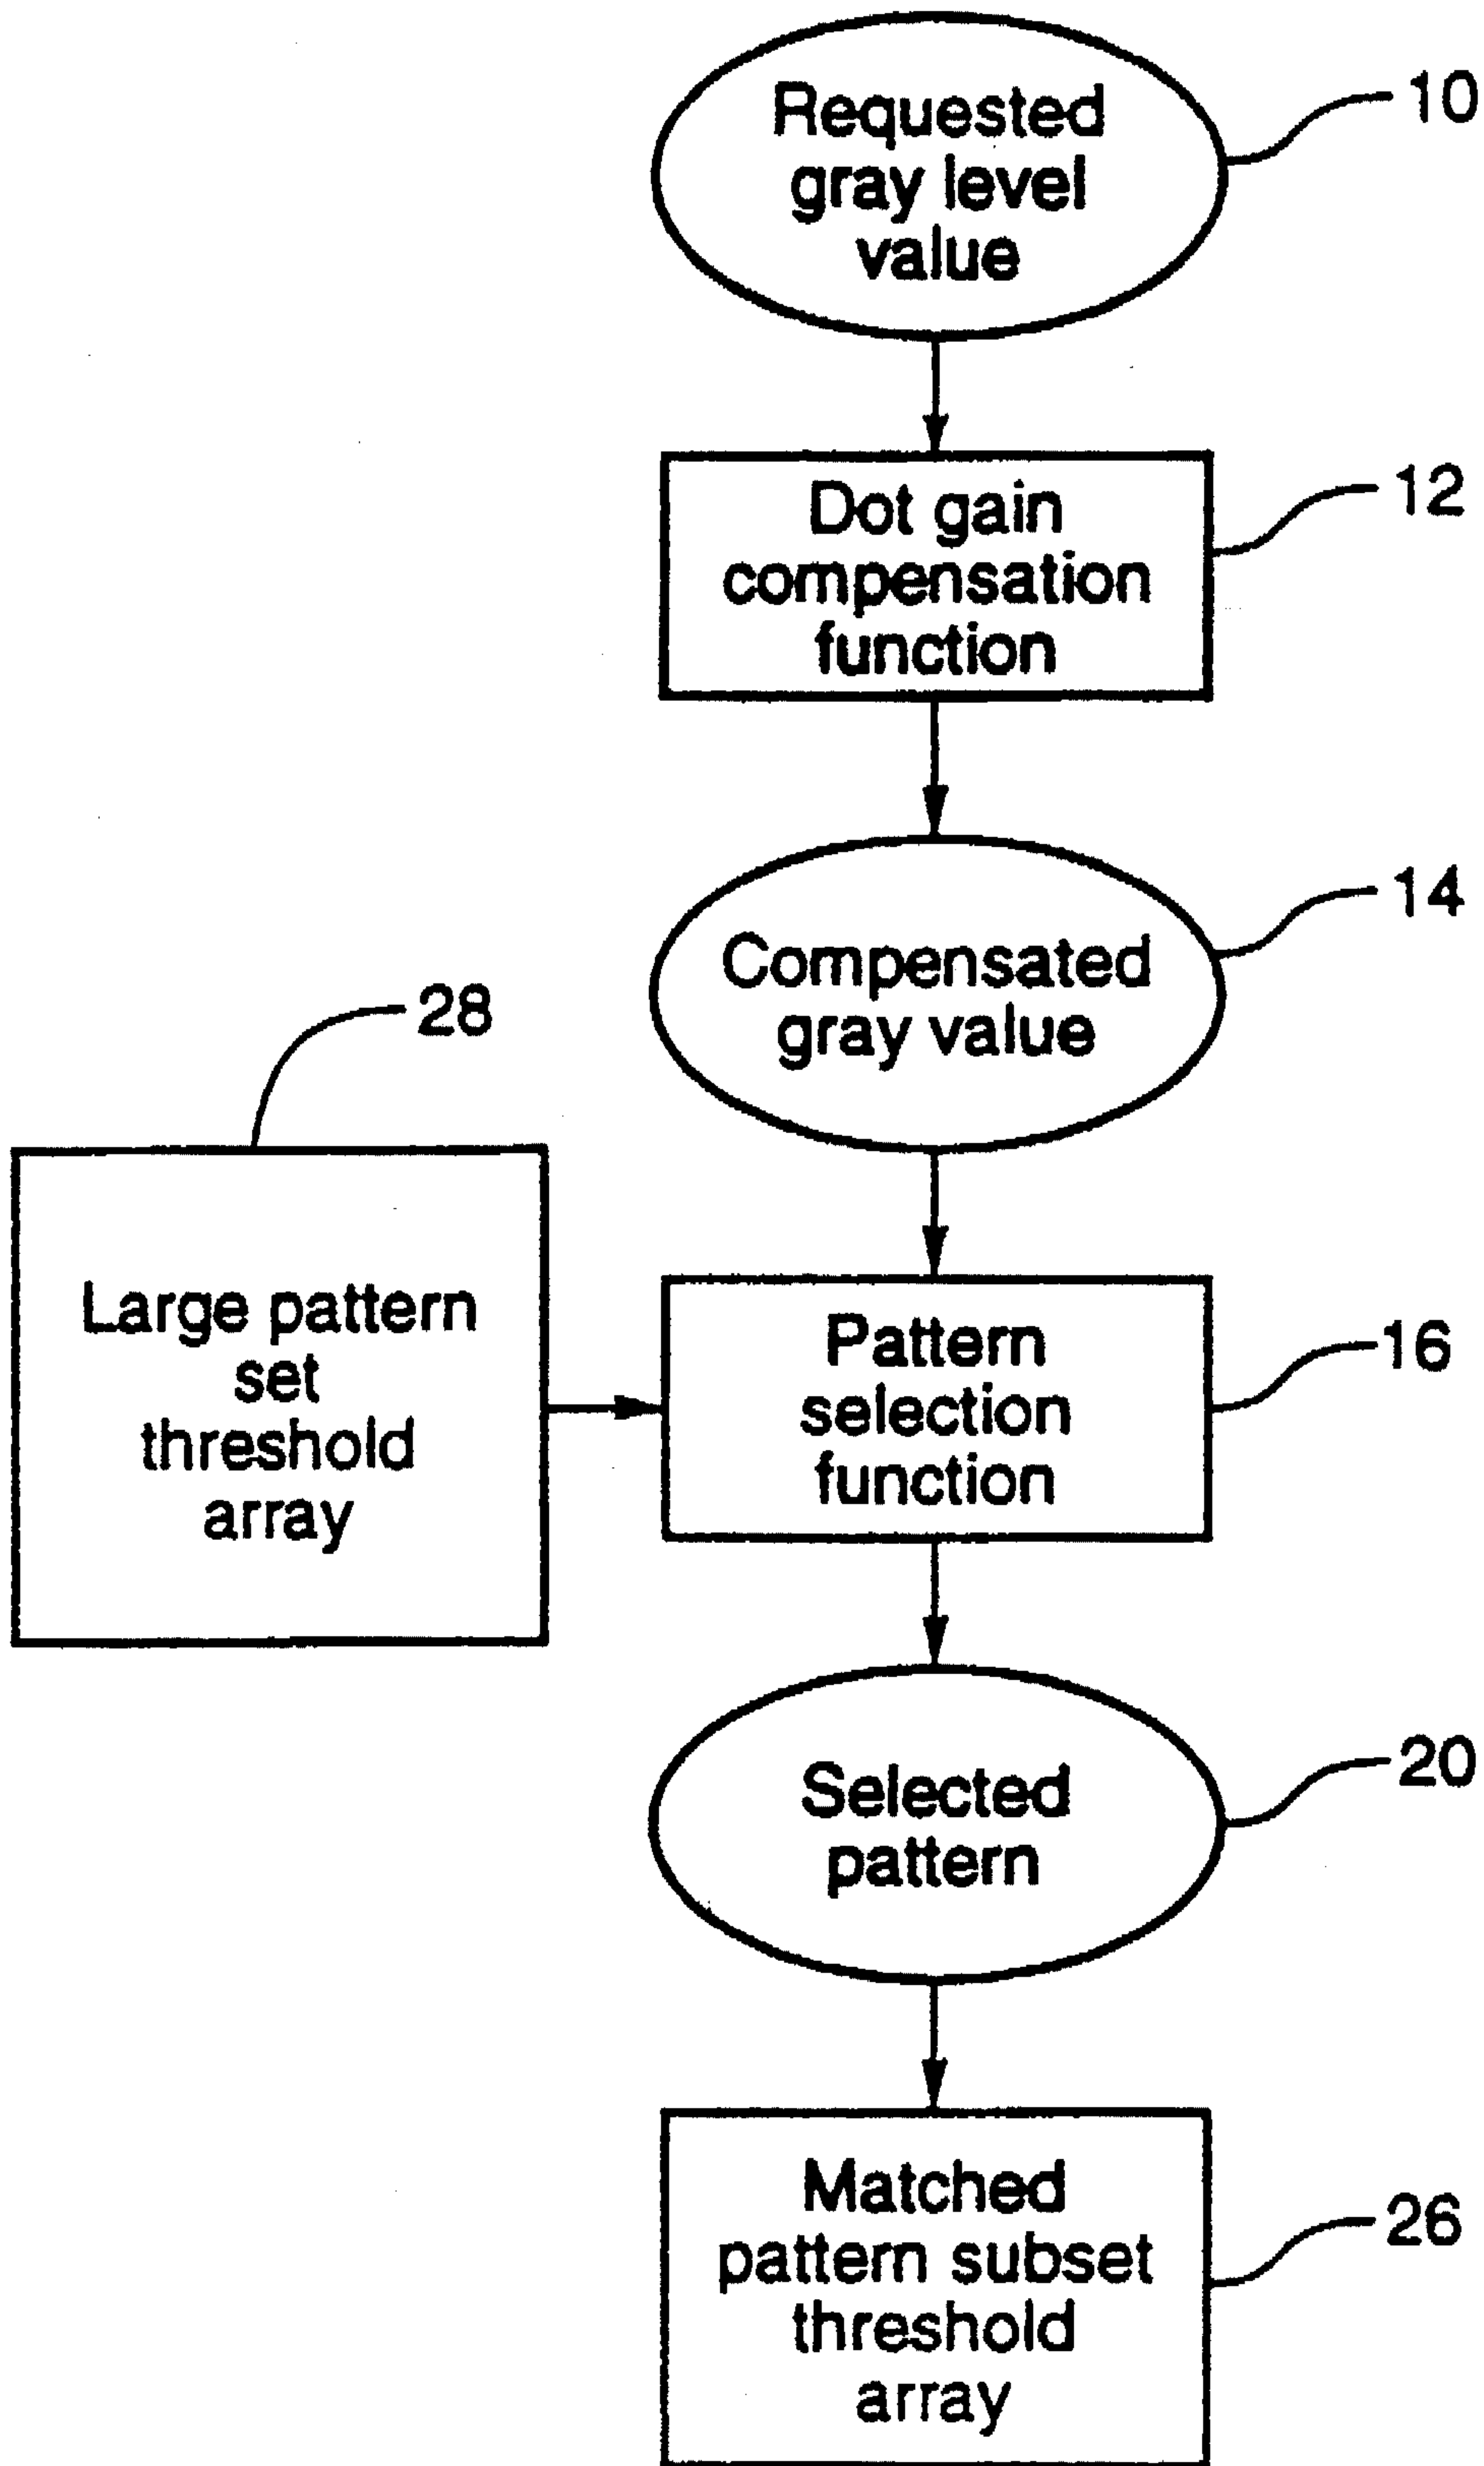 Requested
gray level
value
10
Dot gain
compensation
function
12
Compensated
gray value
14
28
Large pattern
set
threshold
array
Pattern
selection
function
16
Selected
pattern
20
Matched
pattern subset
threshold
array
26